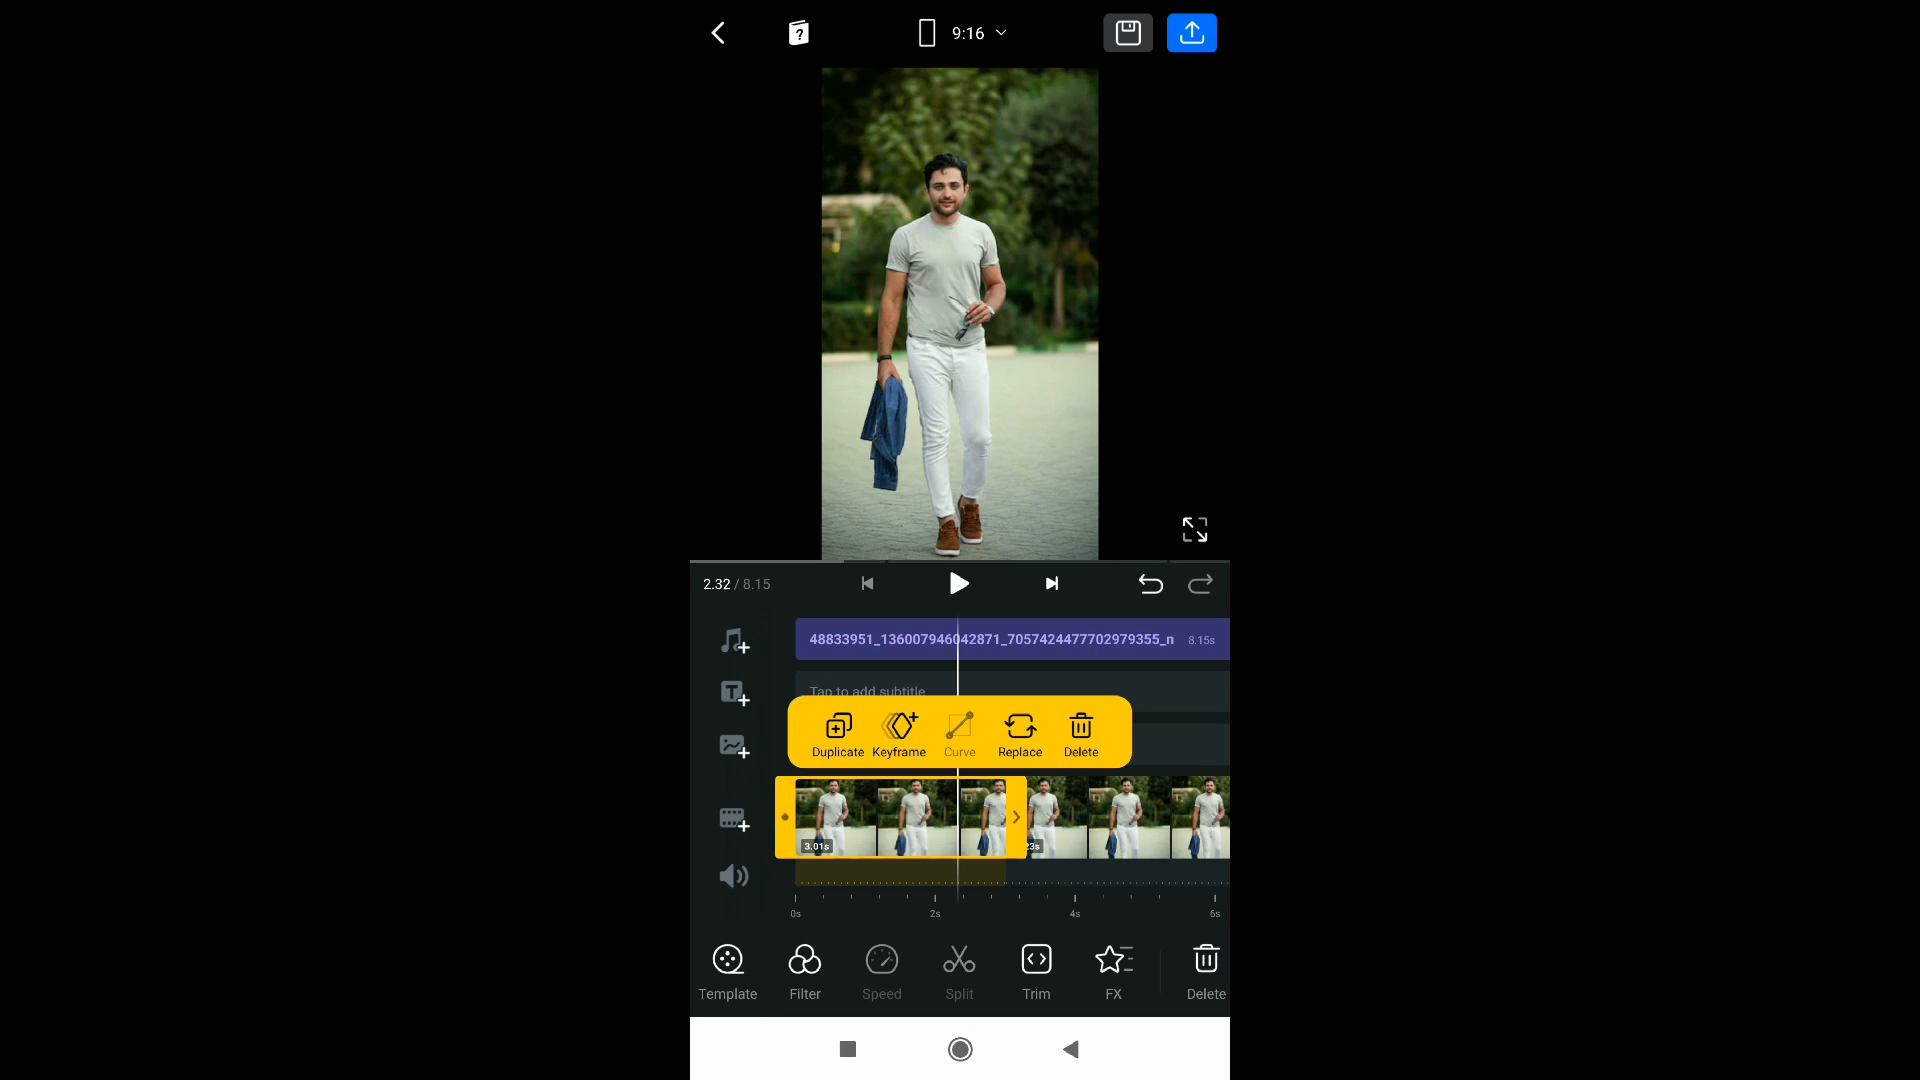 9:16
2.32 / 8.15
48833951_136007946042871_7057424477702979355_n 8.15s
Tap to add subtitle
Duplicate Keyframe Curve Replace Delete
3.01s 23s
0s 2s 4s 6s
Template Filter Speed Split Trim FX Delete